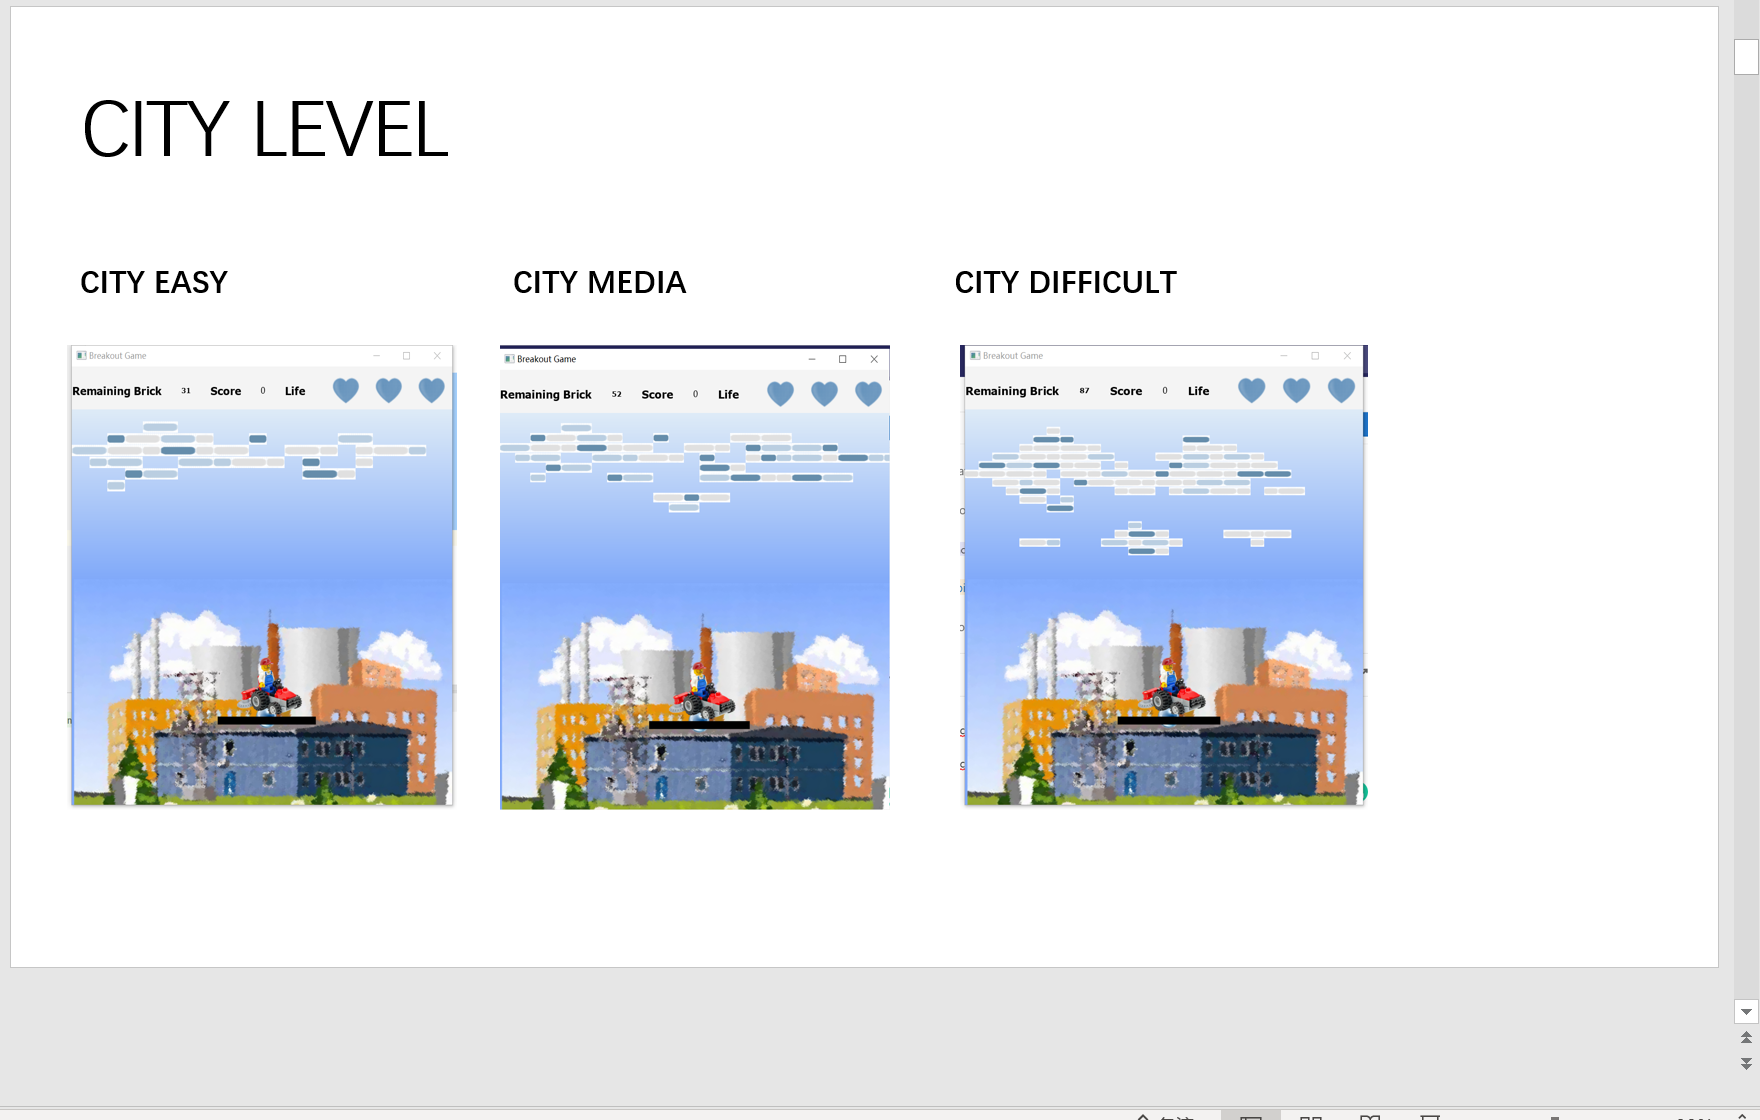 CITY LEVEL
CITY EASY
CITY MEDIA
CITY DIFFICULT
Breakout Game
Remaining Brick 31 Score 0 Life
Breakout Game
Remaining Brick 52 Score 0 Life
Breakout Game
Remaining Brick 87 Score 0 Life